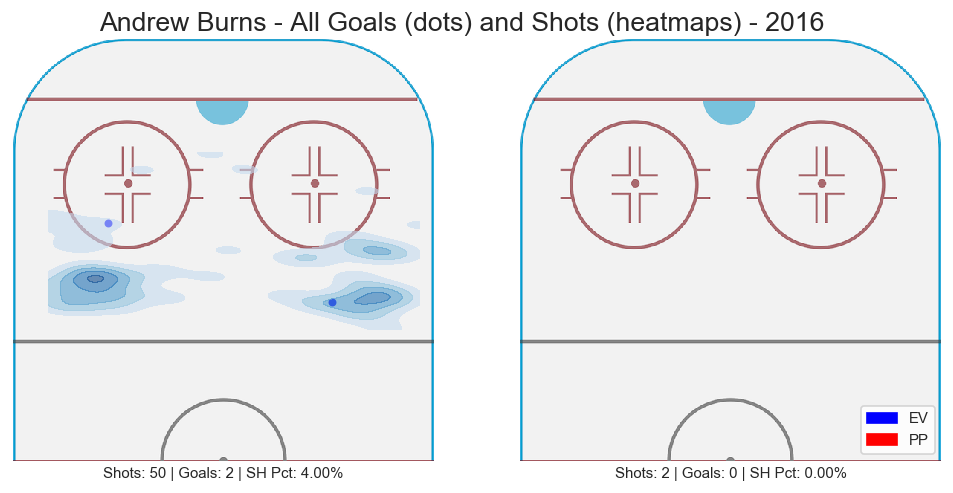 Andrew Burns - All Goals (dots) and Shots (heatmaps) - 2016
EV
PP
Shots: 50 | Goals: 2 | SH Pct: 4.00%
Shots: 2 | Goals: 0 | SH Pct: 0.00%